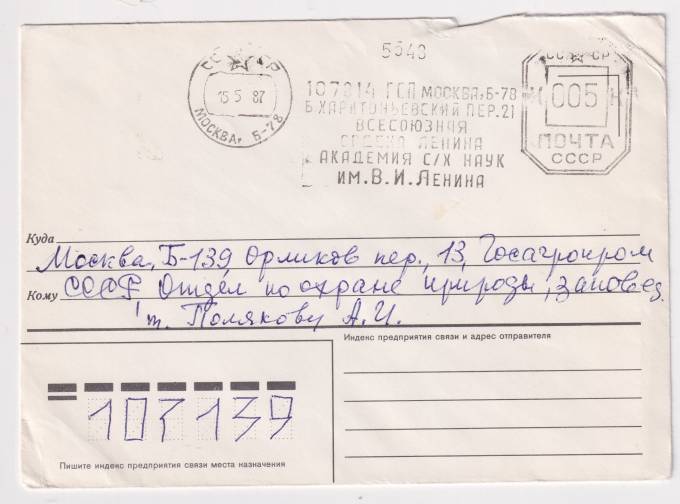 5543
СССР
15 5 87
МОСКВА, Б-78
107814 ГСП МОСКВА, Б-78
Б. ХАРИТОНЬЕВСКИЙ ПЕР. 21
ВСЕСОЮЗНАЯ
ОРДЕНА ЛЕНИНА
АКАДЕМИЯ С/Х НАУК
ИМ. В. И. ЛЕНИНА
СССР
005
ПОЧТА
СССР
Куда
Москва, Б-139 Орликов пер., 13, Госагропром
Кому
СССР Отдел по охране природы, заповед.
т. Полякову А.И.
Индекс предприятия связи и адрес отправителя
107139
Пишите индекс предприятия связи места назначения